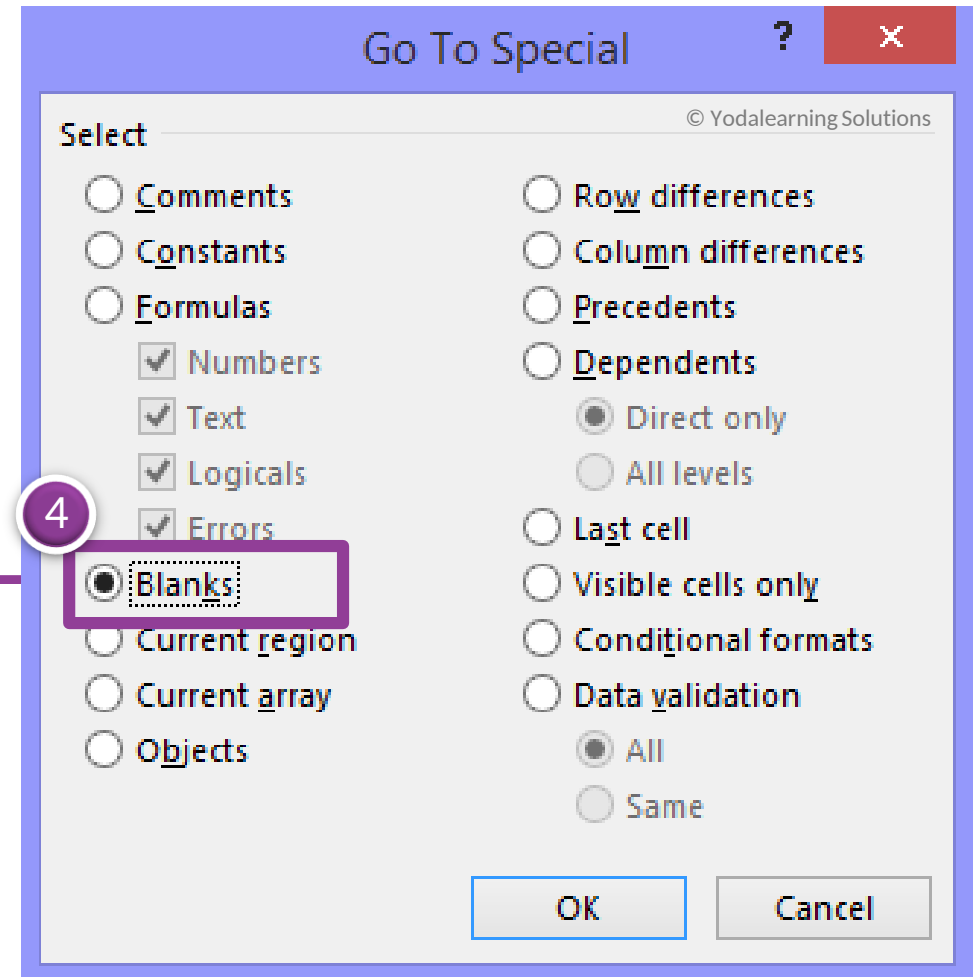 Go To Special
?
© Yodalearning Solutions
Select
Comments
Constants
Formulas
Numbers
Text
Logicals
Errors
4
Blanks
Current region
Current array
Objects
Row differences
Column differences
Precedents
Dependents
Direct only
All levels
Last cell
Visible cells only
Conditional formats
Data validation
All
Same
OK
Cancel